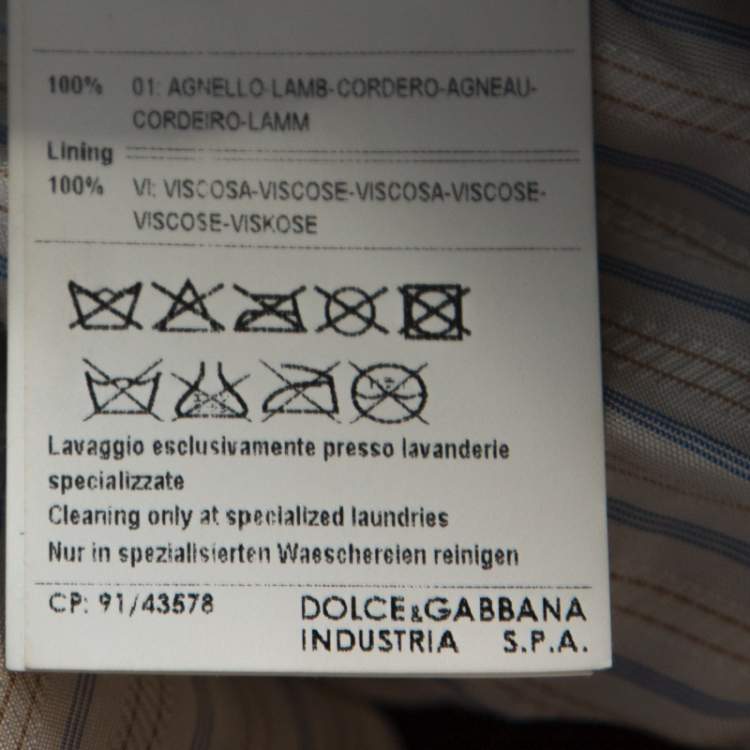 100% 01: AGNELLO-LAMB-CORDERO-AGNEAU-
CORDEIRO-LAMM
Lining
100% VI: VISCOSA-VISCOSE-VISCOSA-VISCOSE-
VISCOSE-VISKOSE
Lavaggio esclusivamente presso lavanderie
specializzate
Cleaning only at specialized laundries
Nur in spezialisierten Waeschereien reinigen
CP: 91/43578 DOLCE&GABBANA
INDUSTRIA S.P.A.